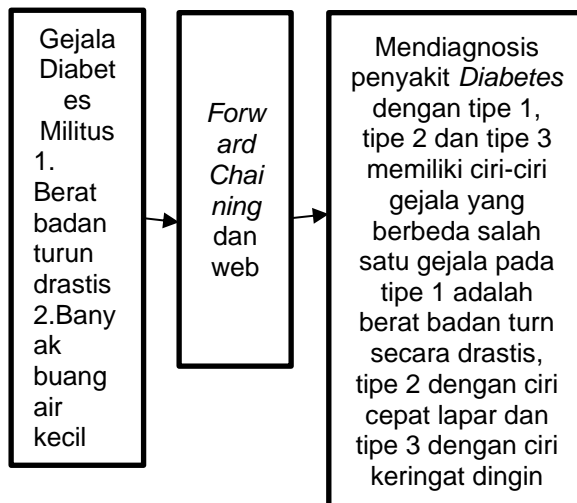 Gejala
Diabet
es
Militus
1.
Berat
badan
turun
drastis
2.Bany
ak
buang
air
kecil
Forw
ard
Chai
ning
dan
web
Mendiagnosis
penyakit Diabetes
dengan tipe 1,
tipe 2 dan tipe 3
memiliki ciri-ciri
gejala yang
berbeda salah
satu gejala pada
tipe 1 adalah
berat badan turn
secara drastis,
tipe 2 dengan ciri
cepat lapar dan
tipe 3 dengan ciri
keringat dingin